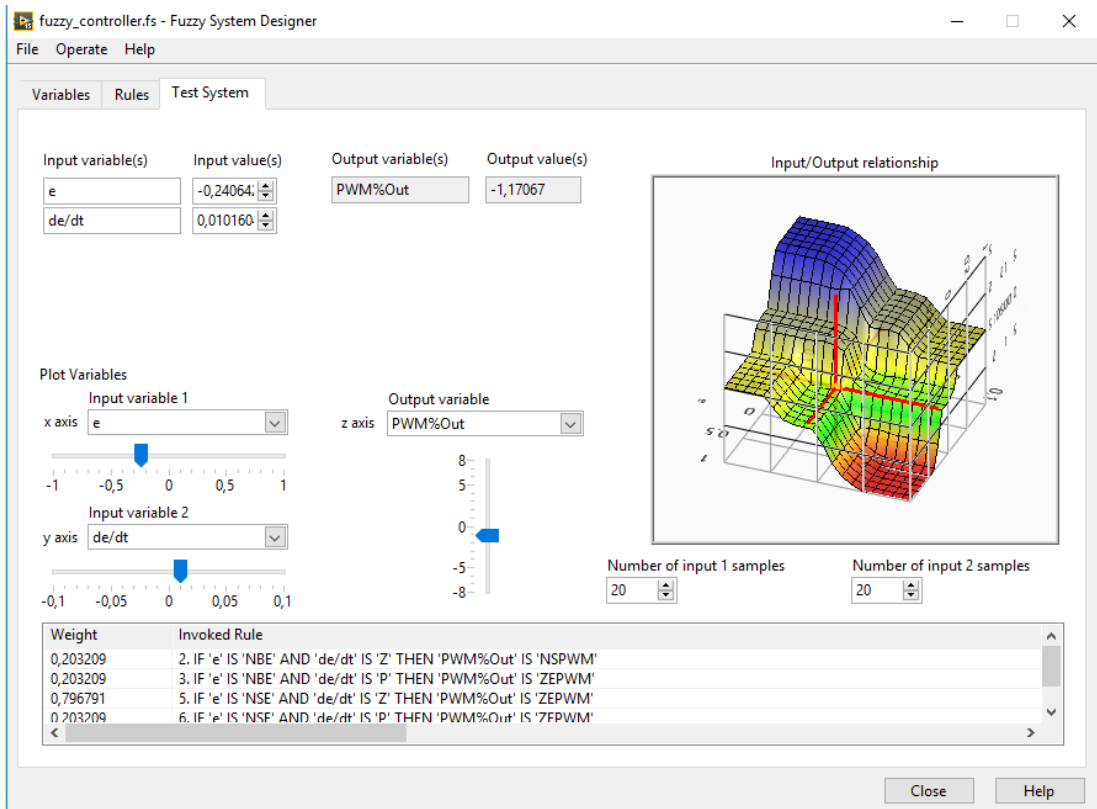 fuzzy_controller.fs - Fuzzy System Designer
File Operate Help
Variables Rules Test System
Input variable(s) Input value(s) Output variable(s) Output value(s)
Input/Output relationship
e -0,24064 PWM%Out -1,17067
de/dt 0,010160
Plot Variables
Input variable 1
x axis e
-1 -0,5 0 0,5 1
Input variable 2
y axis de/dt
-0,1 -0,05 0 0,05 0,1
Output variable
z axis PWM%Out
8
5
0
-5
-8
e
0
0,5
1
0,1
Number of input 1 samples Number of input 2 samples
20 20
Weight Invoked Rule
0,203209 2. IF 'e' IS 'NBE' AND 'de/dt' IS 'Z' THEN 'PWM%Out' IS 'NSPWM'
0,203209 3. IF 'e' IS 'NBE' AND 'de/dt' IS 'P' THEN 'PWM%Out' IS 'ZEPWM'
0,796791 5. IF 'e' IS 'NSE' AND 'de/dt' IS 'Z' THEN 'PWM%Out' IS 'ZEPWM'
0,203209 6. IF 'e' IS 'NSE' AND 'de/dt' IS 'P' THEN 'PWM%Out' IS 'ZEPWM'
Close Help